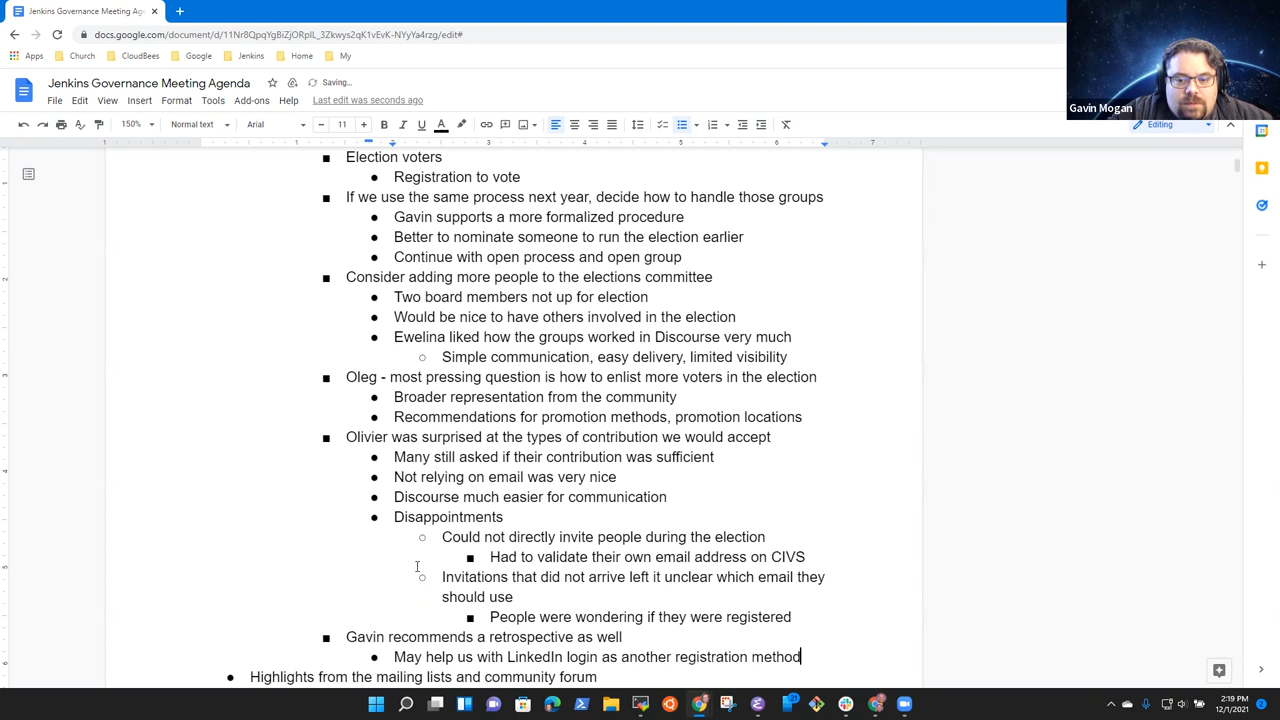 Jenkins Governance Meeting Ag
docs.google.com/document/d/11Nr8QpqYgBiZjORpIL_3Zkwys2qK1vEvK-NYyYa4rzg/edit#
Apps Church CloudBees Google Jenkins Home My
Jenkins Governance Meeting Agenda Saving...
File Edit View Insert Format Tools Add-ons Help Last edit was seconds ago
Gavin Mogan
150% Normal text Arial 11 Editing
1 1 2 3 4 5 6 7
Election voters
Registration to vote
If we use the same process next year, decide how to handle those groups
Gavin supports a more formalized procedure
Better to nominate someone to run the election earlier
Continue with open process and open group
Consider adding more people to the elections committee
Two board members not up for election
Would be nice to have others involved in the election
Ewelina liked how the groups worked in Discourse very much
Simple communication, easy delivery, limited visibility
Oleg - most pressing question is how to enlist more voters in the election
Broader representation from the community
Recommendations for promotion methods, promotion locations
Olivier was surprised at the types of contribution we would accept
Many still asked if their contribution was sufficient
Not relying on email was very nice
Discourse much easier for communication
Disappointments
Could not directly invite people during the election
Had to validate their own email address on CIVS
Invitations that did not arrive left it unclear which email they
should use
People were wondering if they were registered
Gavin recommends a retrospective as well
May help us with LinkedIn login as another registration method
Highlights from the mailing lists and community forum
2:19 PM
12/1/2021